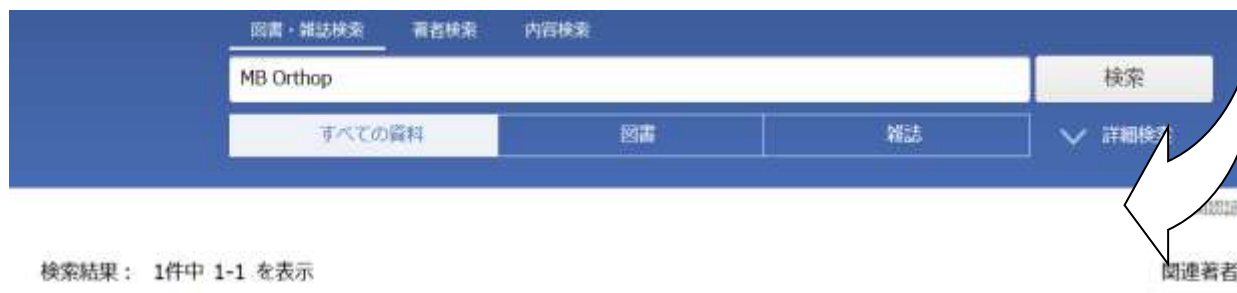 図書・雑誌検索 著者検索 内容検索
MB Orthop 検索
すべての資料 図書 雑誌 詳細検索
検索結果： 1件中 1-1 を表示 関連著者